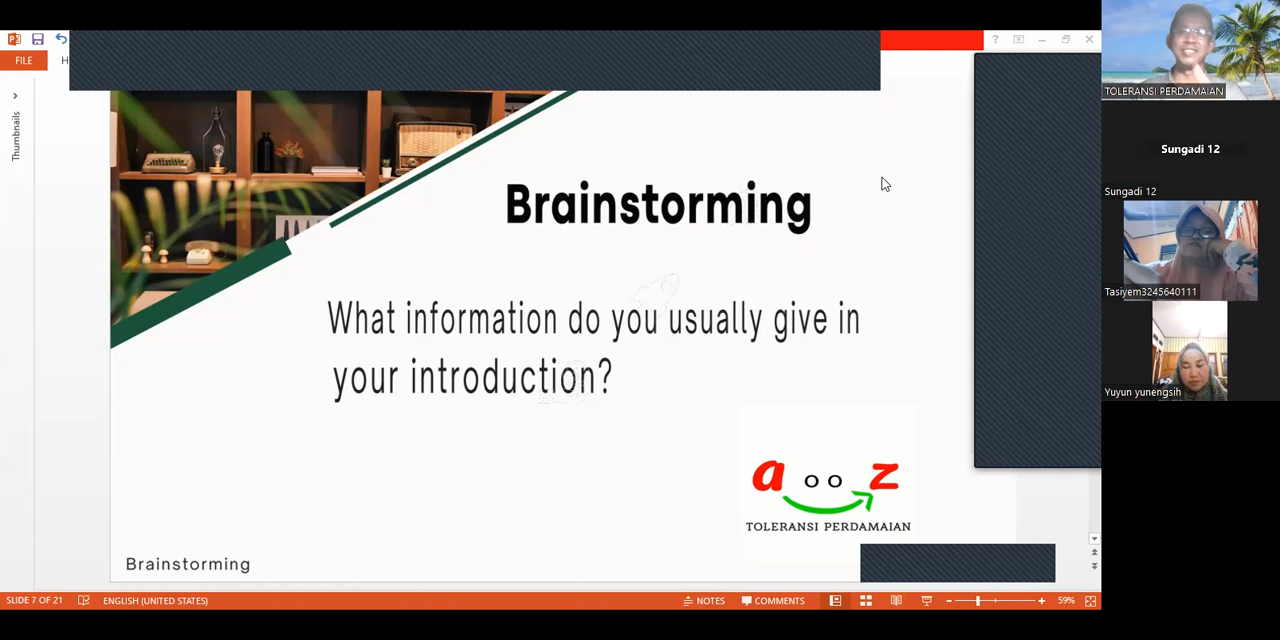 FILE
H
Thumbnails
Brainstorming
What information do you usually give in
your introduction?
a o o z
TOLERANSI PERDAMAIAN
Brainstorming
SLIDE 7 OF 21
ENGLISH (UNITED STATES)
NOTES
COMMENTS
59%
TOLERANSI PERDAMAIAN
Sungadi 12
Sungadi 12
Tasiyem3245640111
Yuyun yunengsih